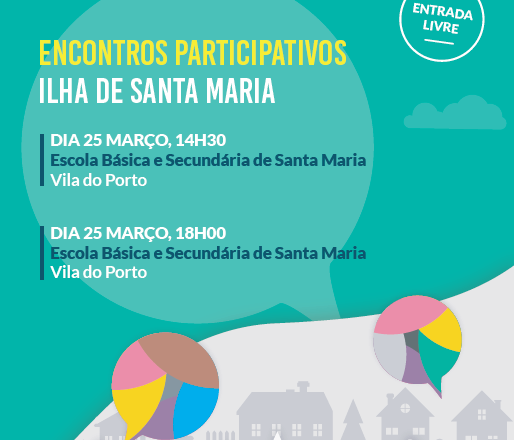 ENTRADA
LIVRE
ENCONTROS PARTICIPATIVOS
ILHA DE SANTA MARIA
DIA 25 MARÇO, 14H30
Escola Básica e Secundária de Santa Maria
Vila do Porto
DIA 25 MARÇO, 18H00
Escola Básica e Secundária de Santa Maria
Vila do Porto